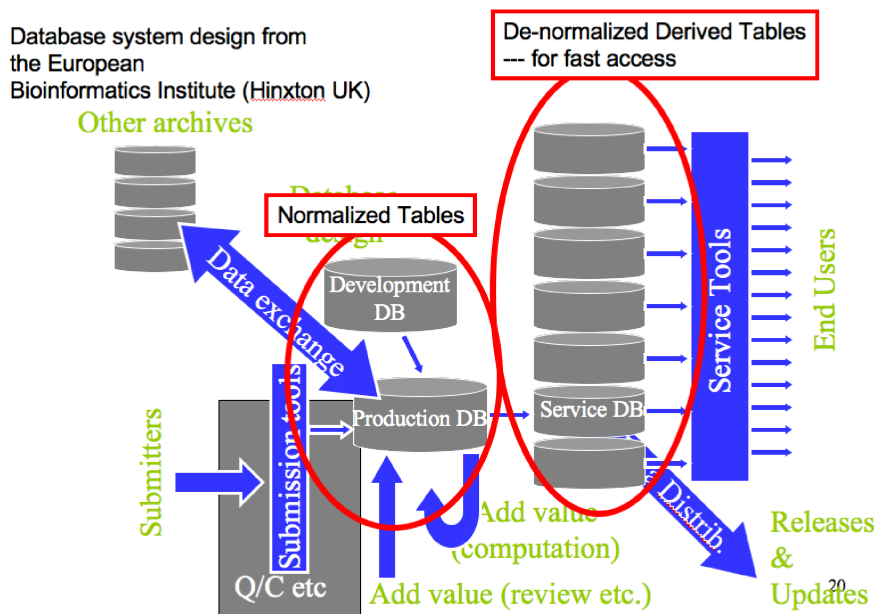 Database system design from
the European
Bioinformatics Institute (Hinxton UK)
De-normalized Derived Tables
--- for fast access
Other archives
Database
design
Normalized Tables
Data exchange
Development
DB
Production DB
Service DB
Service Tools
End Users
Submitters
Submission tools
Q/C etc
Add value
(computation)
Add value (review etc.)
Distrib.
Releases
&
Updates
20